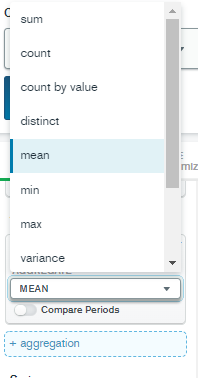 sum
count
count by value
distinct
mean
min
max
variance
MEAN
Compare Periods
+ aggregation